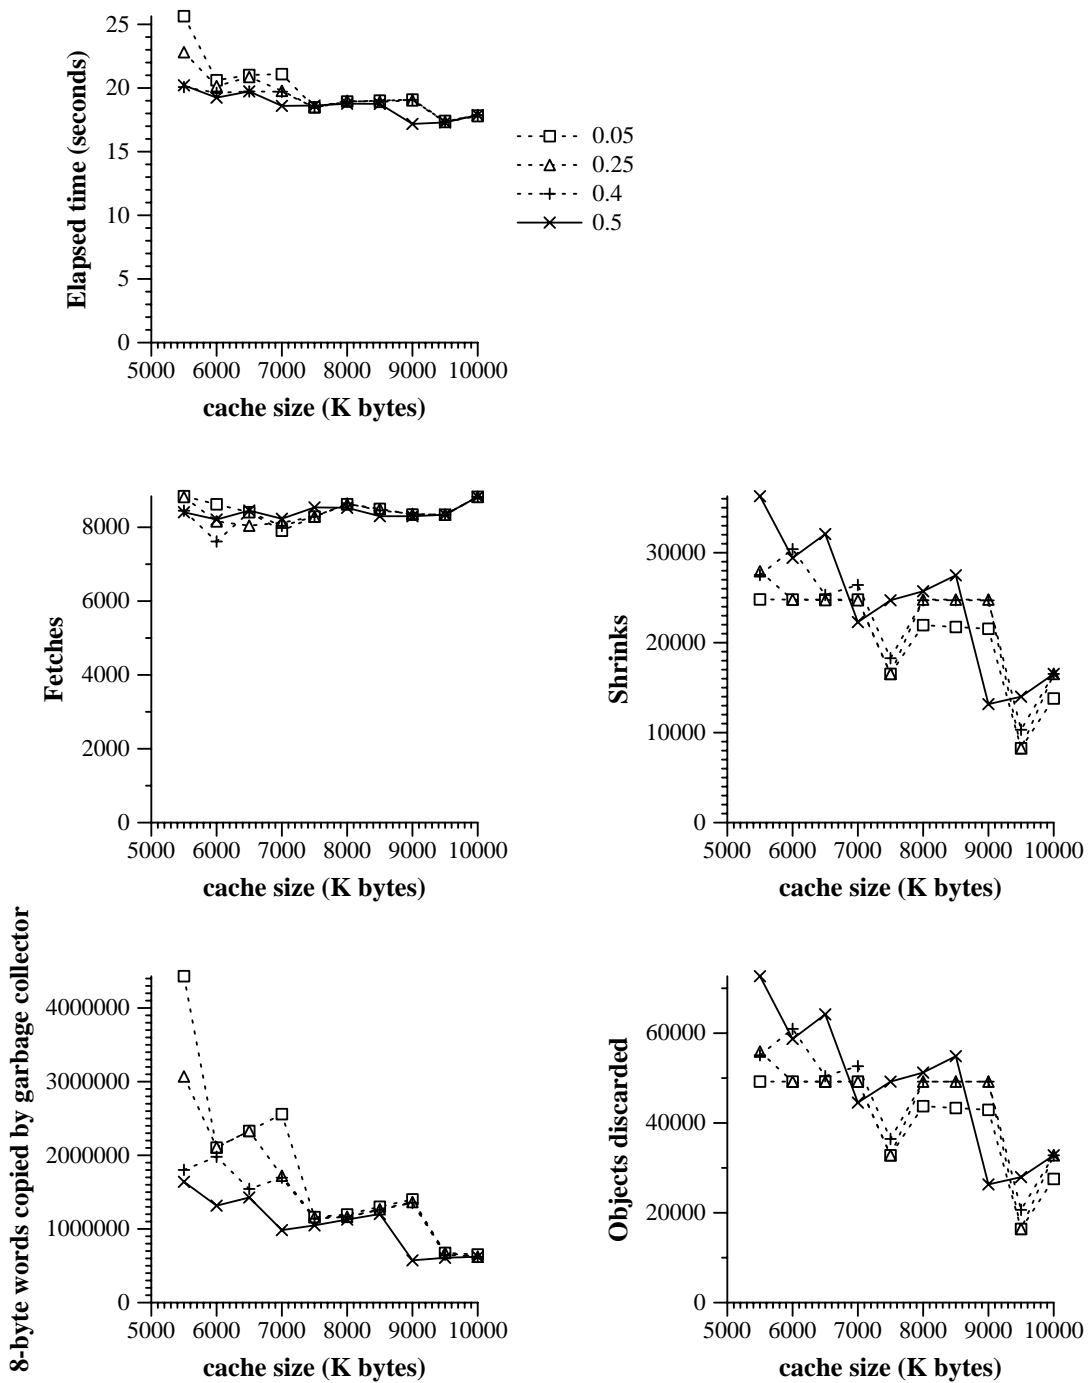 Elapsed time (seconds)
25
20
15
10
5
0
5000 6000 7000 8000 9000 10000
cache size (K bytes)
0.05
0.25
0.4
0.5
Fetches
8000
6000
4000
2000
0
5000 6000 7000 8000 9000 10000
cache size (K bytes)
Shrinks
30000
20000
10000
0
5000 6000 7000 8000 9000 10000
cache size (K bytes)
8-byte words copied by garbage collector
4000000
3000000
2000000
1000000
0
5000 6000 7000 8000 9000 10000
cache size (K bytes)
Objects discarded
60000
40000
20000
0
5000 6000 7000 8000 9000 10000
cache size (K bytes)